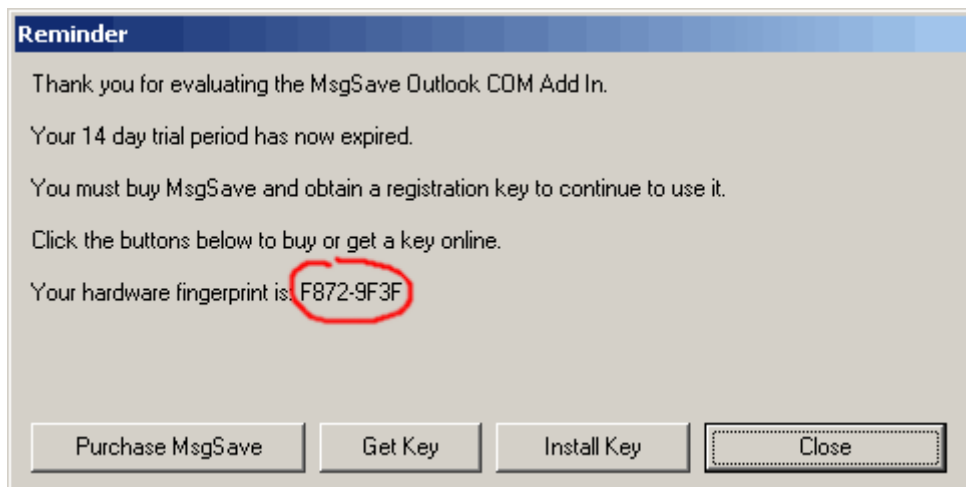 Reminder
Thank you for evaluating the MsgSave Outlook COM Add In.
Your 14 day trial period has now expired.
You must buy MsgSave and obtain a registration key to continue to use it.
Click the buttons below to buy or get a key online.
Your hardware fingerprint is: F872-9F3F
Purchase MsgSave Get Key Install Key Close